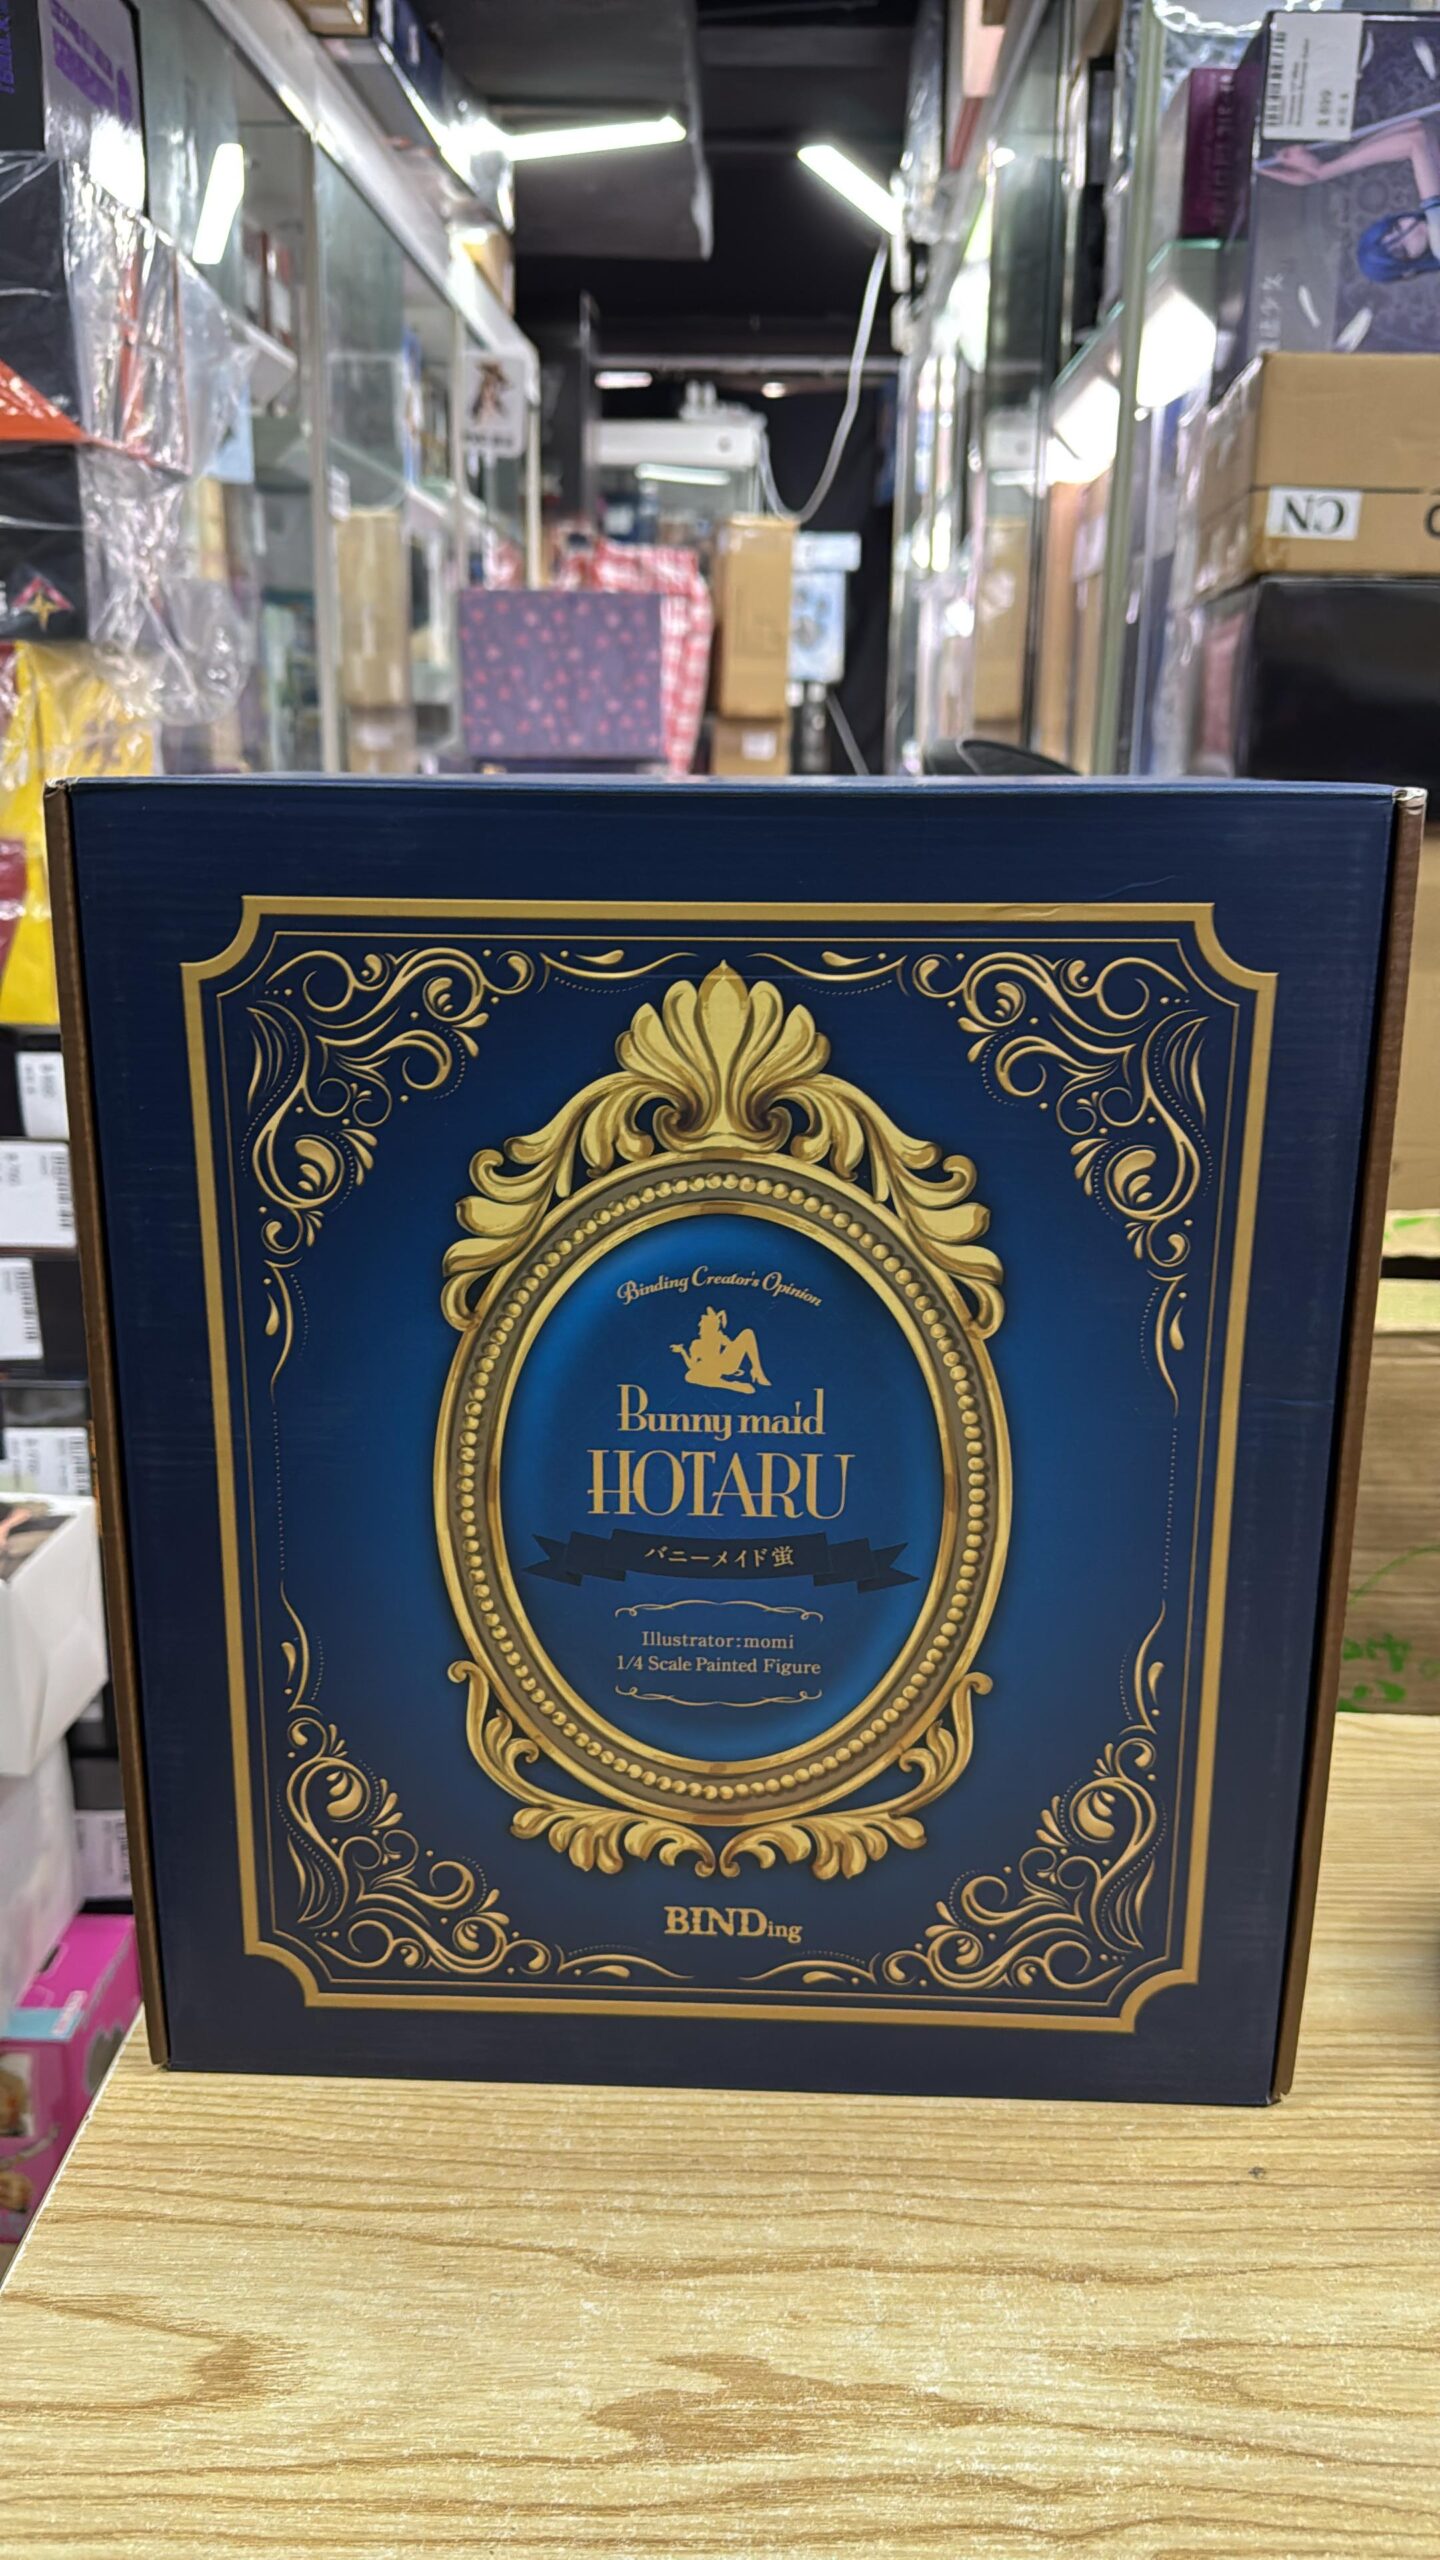 Binding Creator's Opinion
Bunny maid
HOTARU
バニーメイド蛍
Illustrator:momi
1/4 Scale Painted Figure
BINDing
CN